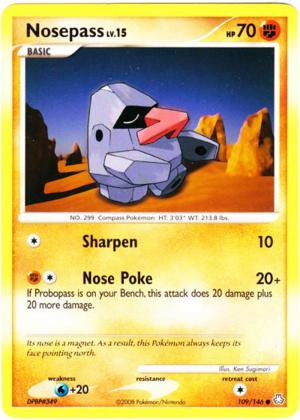 Nosepass LV.15 HP 70
BASIC
NO. 299 Compass Pokémon HT: 3'03" WT: 213.8 lbs.
Sharpen 10
Nose Poke 20+
If Probopass is on your Bench, this attack does 20 damage plus
20 more damage.
Its nose is a magnet. As a result, this Pokémon always keeps its
face pointing north.
Illus. Ken Sugimori
weakness resistance retreat cost
+20
DPBP#349 ©2008 Pokémon/Nintendo 109/146